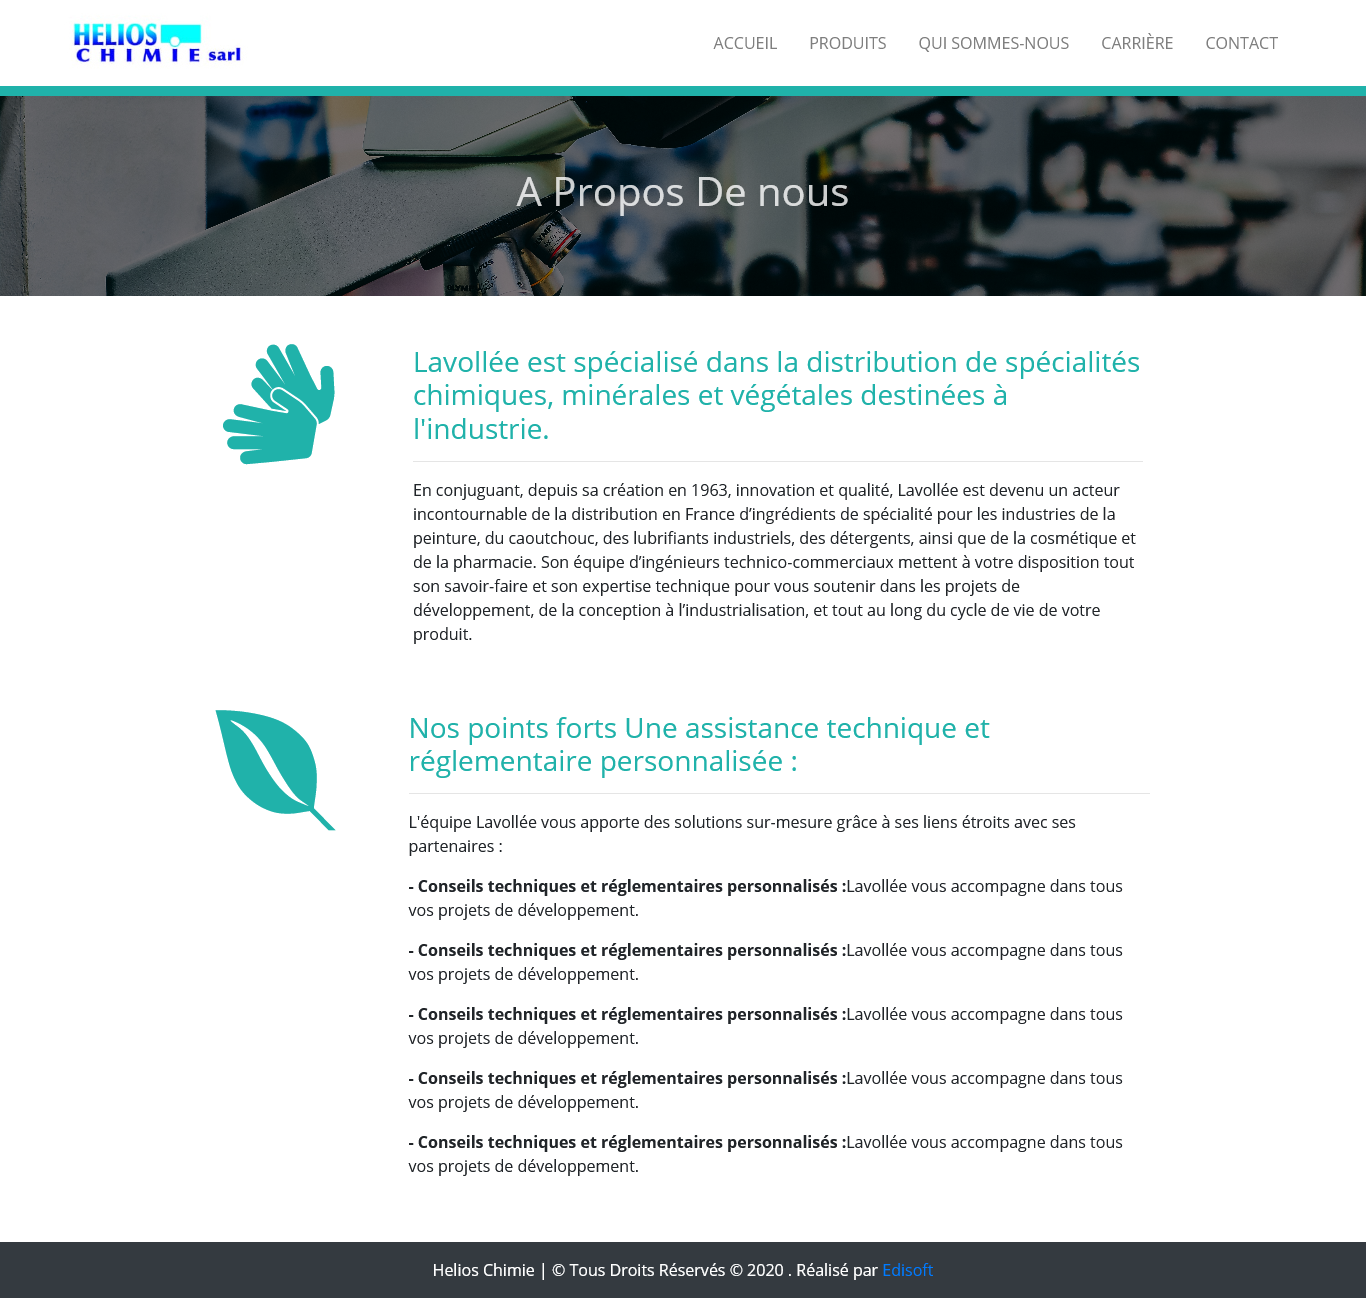 HELIOS
CHIMIE sarl
ACCUEIL PRODUITS QUI SOMMES-NOUS CARRIÈRE CONTACT
A Propos De nous
Lavollée est spécialisé dans la distribution de spécialités
chimiques, minérales et végétales destinées à
l'industrie.
En conjuguant, depuis sa création en 1963, innovation et qualité, Lavollée est devenu un acteur
incontournable de la distribution en France d’ingrédients de spécialité pour les industries de la
peinture, du caoutchouc, des lubrifiants industriels, des détergents, ainsi que de la cosmétique et
de la pharmacie. Son équipe d’ingénieurs technico-commerciaux mettent à votre disposition tout
son savoir-faire et son expertise technique pour vous soutenir dans les projets de
développement, de la conception à l’industrialisation, et tout au long du cycle de vie de votre
produit.
Nos points forts Une assistance technique et
réglementaire personnalisée :
L'équipe Lavollée vous apporte des solutions sur-mesure grâce à ses liens étroits avec ses
partenaires :
- Conseils techniques et réglementaires personnalisés :Lavollée vous accompagne dans tous
vos projets de développement.
- Conseils techniques et réglementaires personnalisés :Lavollée vous accompagne dans tous
vos projets de développement.
- Conseils techniques et réglementaires personnalisés :Lavollée vous accompagne dans tous
vos projets de développement.
- Conseils techniques et réglementaires personnalisés :Lavollée vous accompagne dans tous
vos projets de développement.
- Conseils techniques et réglementaires personnalisés :Lavollée vous accompagne dans tous
vos projets de développement.
Helios Chimie | © Tous Droits Réservés © 2020 . Réalisé par Edisoft